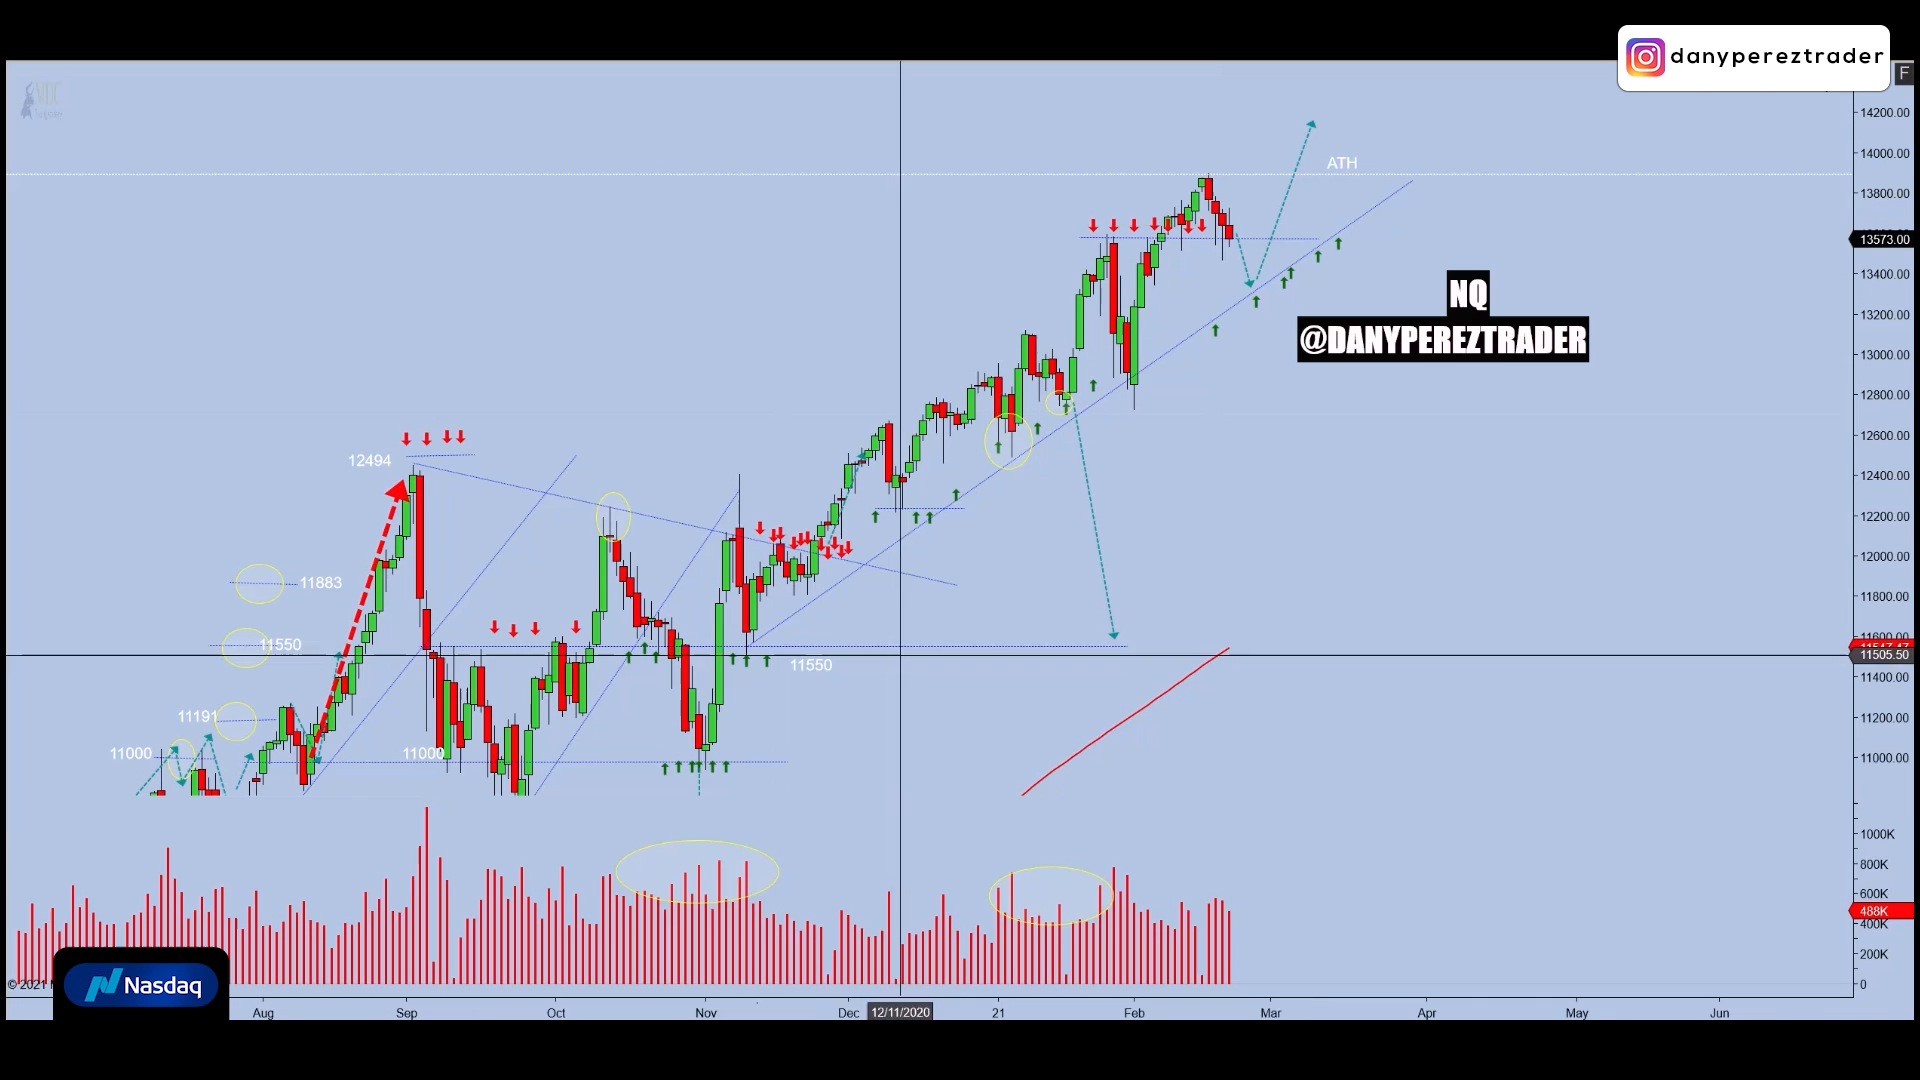 danypereztrader
F
14200.00
ATH
14000.00
13800.00
13573.00
NQ
13400.00
@DANYPEREZTRADER
13200.00
13000.00
12800.00
12600.00
12494
12400.00
12200.00
12000.00
11883
11800.00
11550
11600.00
11550
11505.50
11400.00
11191
11200.00
11000
11000
11000.00
1000K
800K
600K
488K
400K
200K
0
© 2021
Nasdaq
Aug
Sep
Oct
Nov
Dec
12/11/2020
21
Feb
Mar
Apr
May
Jun